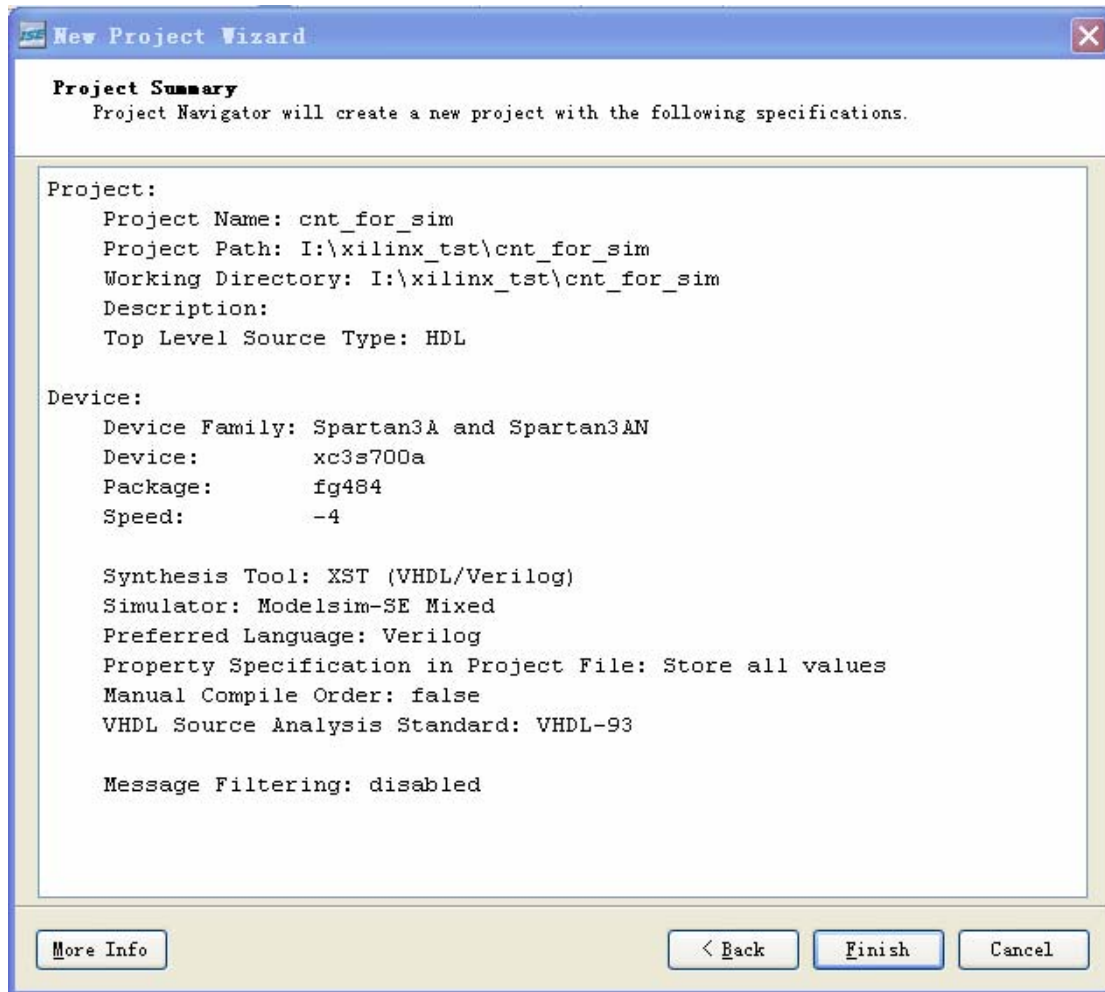 ISE New Project Wizard
Project Summary
Project Navigator will create a new project with the following specifications.
Project:
Project Name: cnt_for_sim
Project Path: I:\xilinx_tst\cnt_for_sim
Working Directory: I:\xilinx_tst\cnt_for_sim
Description:
Top Level Source Type: HDL
Device:
Device Family: Spartan3A and Spartan3AN
Device: xc3s700a
Package: fg484
Speed: -4
Synthesis Tool: XST (VHDL/Verilog)
Simulator: Modelsim-SE Mixed
Preferred Language: Verilog
Property Specification in Project File: Store all values
Manual Compile Order: false
VHDL Source Analysis Standard: VHDL-93
Message Filtering: disabled
More Info < Back Finish Cancel